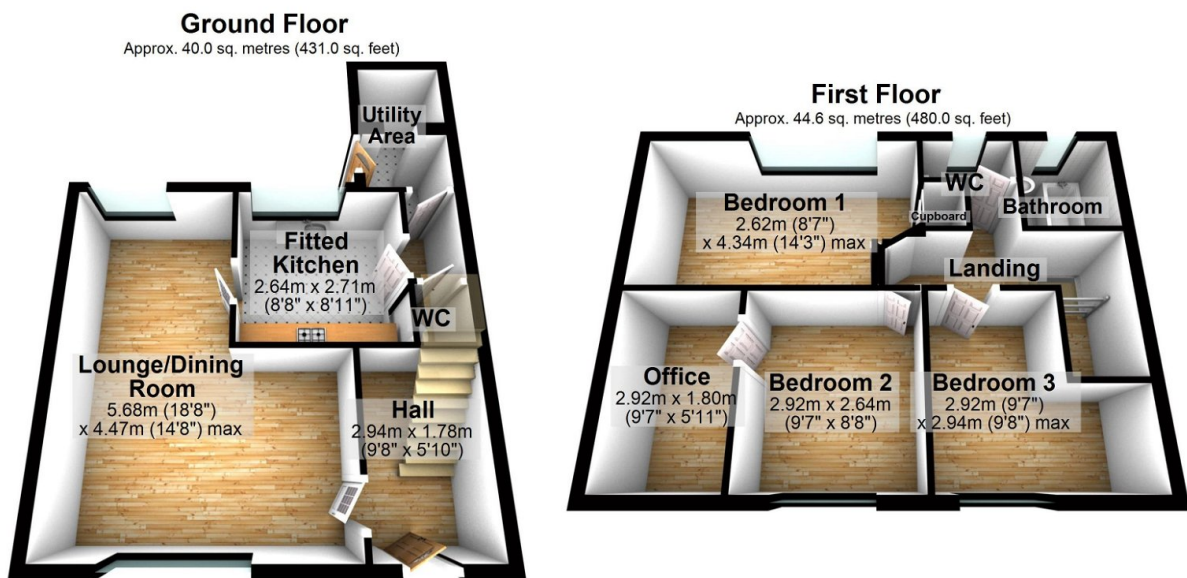 Ground Floor
Approx. 40.0 sq. metres (431.0 sq. feet)
Utility
Area
Fitted
Kitchen
2.64m x 2.71m
(8'8" x 8'11")
WC
Lounge/Dining
Room
5.68m (18'8")
x 4.47m (14'8") max
Hall
2.94m x 1.78m
(9'8" x 5'10")
First Floor
Approx. 44.6 sq. metres (480.0 sq. feet)
Bedroom 1
2.62m (8'7")
x 4.34m (14'3") max
WC
Cupboard
Bathroom
Landing
Office
2.92m x 1.80m
(9'7" x 5'11")
Bedroom 2
2.92m x 2.64m
(9'7" x 8'8")
Bedroom 3
2.92m (9'7")
x 2.94m (9'8") max